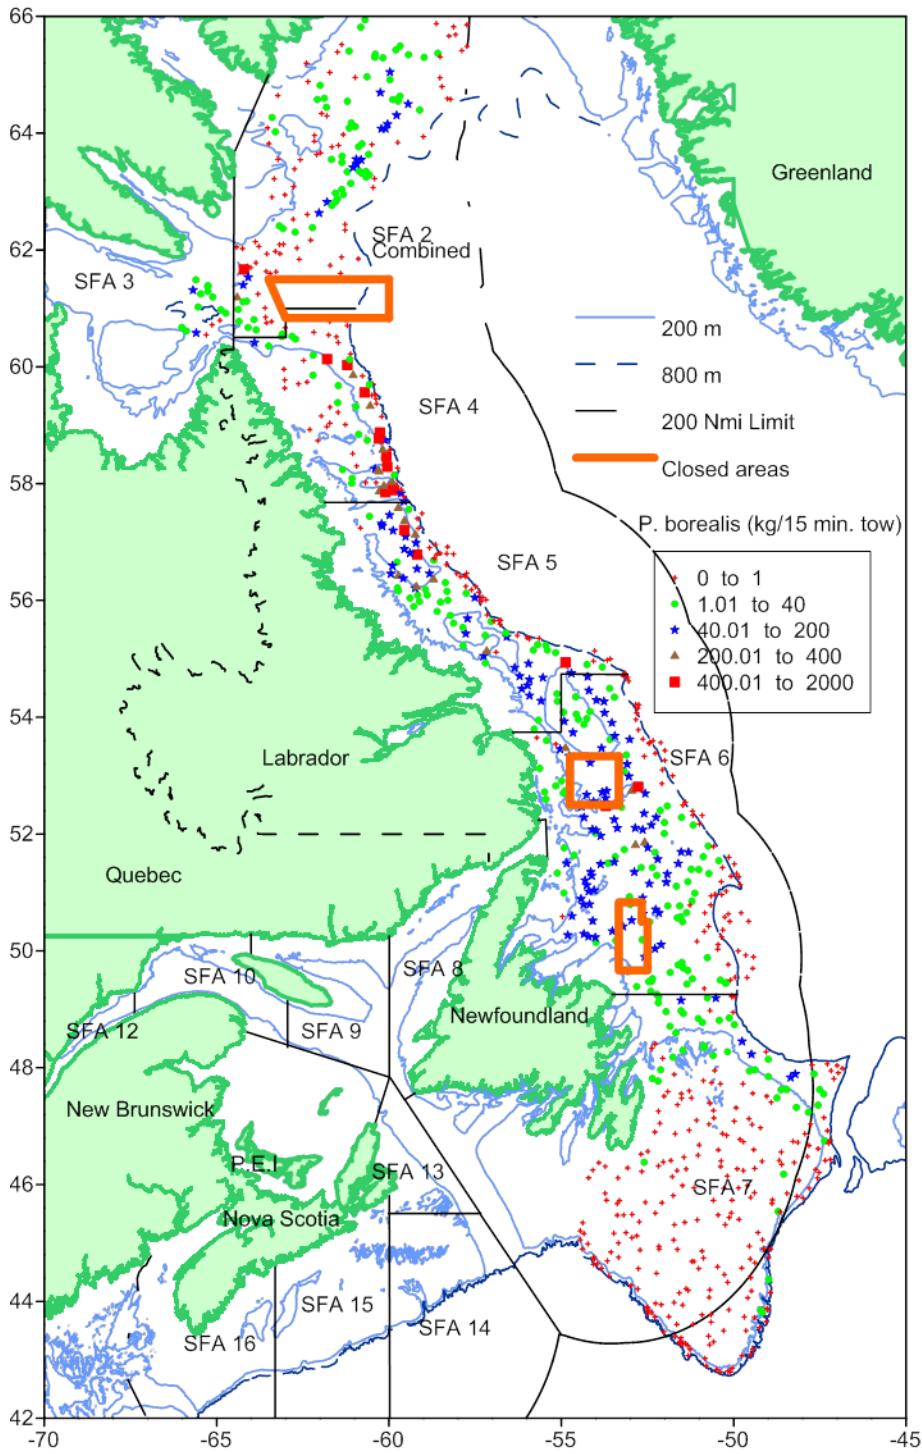 66
64
62
60
58
56
54
52
50
48
46
44
42
-70
-65
-60
-55
-50
-45
Greenland
SFA 2
Combined
SFA 3
200 m
800 m
200 Nmi Limit
Closed areas
SFA 4
P. borealis (kg/15 min. tow)
0 to 1
1.01 to 40
40.01 to 200
200.01 to 400
400.01 to 2000
SFA 5
SFA 6
Labrador
Quebec
SFA 10
SFA 8
SFA 12
SFA 9
Newfoundland
New Brunswick
P.E.I
SFA 13
SFA 7
Nova Scotia
SFA 15
SFA 16
SFA 14